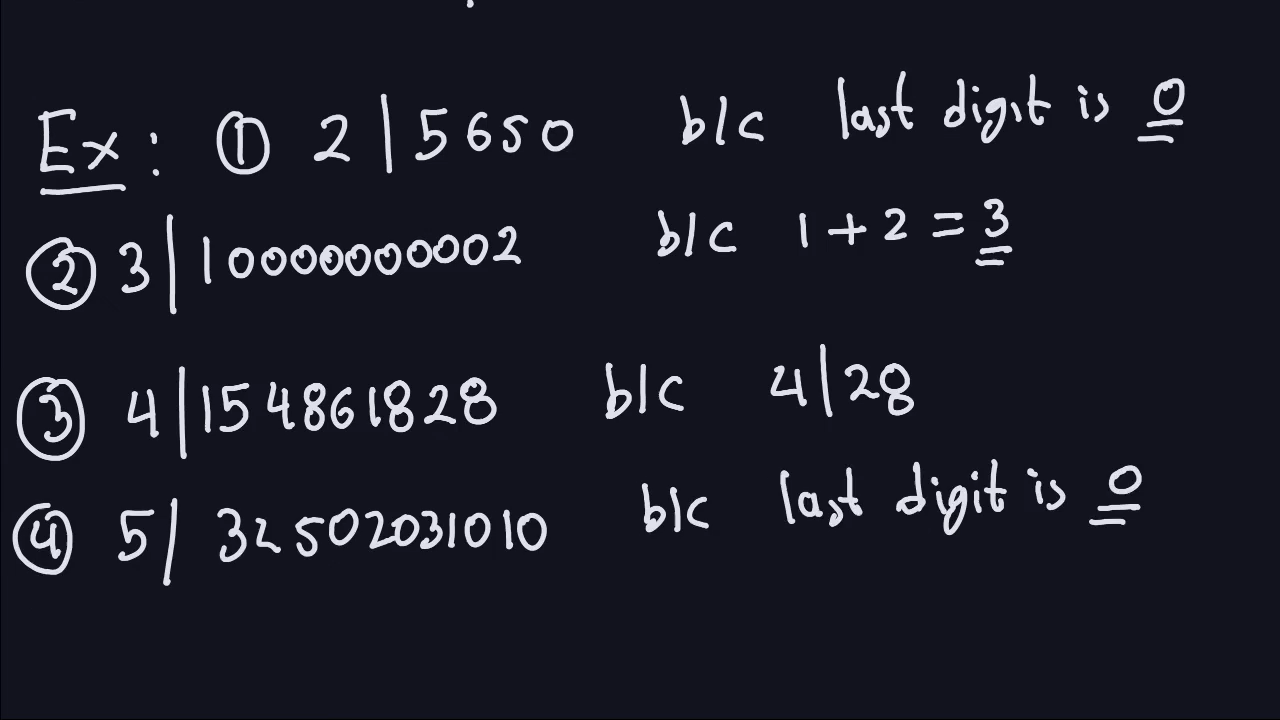 Ex: ① 2 | 5650 b/c last digit is 0
② 3 | 10000000002 b/c 1 + 2 = 3
③ 4 | 154861828 b/c 4 | 28
④ 5 | 32502031010 b/c last digit is 0